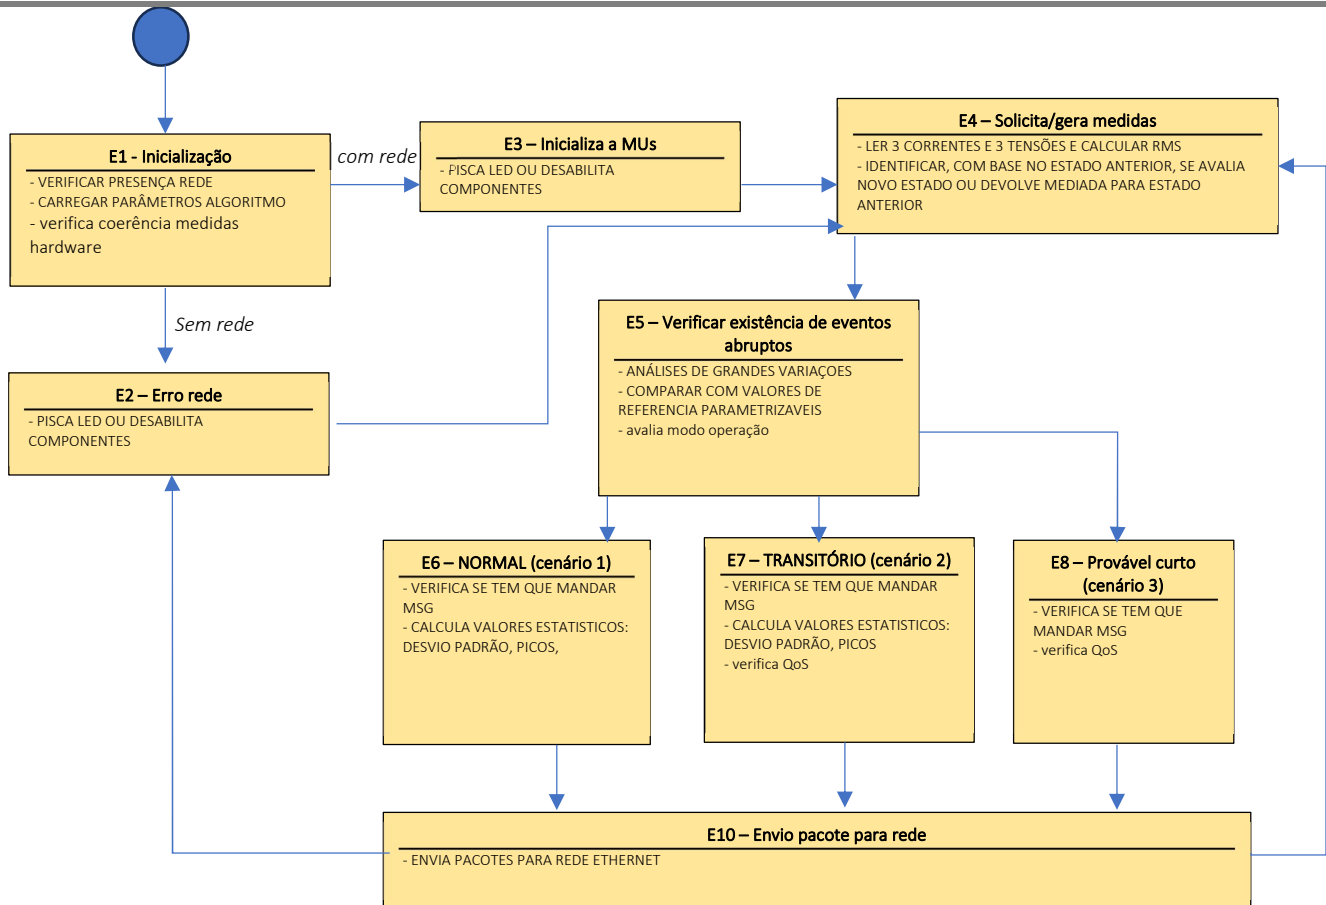 E1 - Inicialização
- VERIFICAR PRESENÇA REDE
- CARREGAR PARÂMETROS ALGORITMO
- verifica coerência medidas
hardware
com rede
E3 – Inicializa a MUs
- PISCA LED OU DESABILITA
COMPONENTES
E4 – Solicita/gera medidas
- LER 3 CORRENTES E 3 TENSÕES E CALCULAR RMS
- IDENTIFICAR, COM BASE NO ESTADO ANTERIOR, SE AVALIA
NOVO ESTADO OU DEVOLVE MEDIADA PARA ESTADO
ANTERIOR
Sem rede
E2 – Erro rede
- PISCA LED OU DESABILITA
COMPONENTES
E5 – Verificar existência de eventos
abruptos
- ANÁLISES DE GRANDES VARIAÇOES
- COMPARAR COM VALORES DE
REFERENCIA PARAMETRIZAVEIS
- avalia modo operação
E6 – NORMAL (cenário 1)
- VERIFICA SE TEM QUE MANDAR
MSG
- CALCULA VALORES ESTATISTICOS:
DESVIO PADRÃO, PICOS,
E7 – TRANSITÓRIO (cenário 2)
- VERIFICA SE TEM QUE MANDAR
MSG
- CALCULA VALORES ESTATISTICOS:
DESVIO PADRÃO, PICOS
- verifica QoS
E8 – Provável curto
(cenário 3)
- VERIFICA SE TEM QUE
MANDAR MSG
- verifica QoS
E10 – Envio pacote para rede
- ENVIA PACOTES PARA REDE ETHERNET